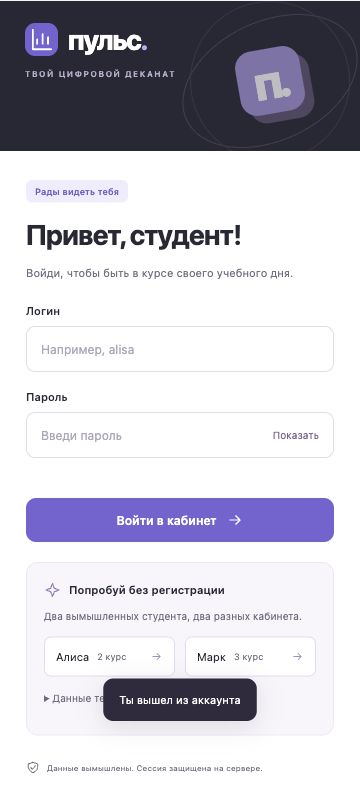 пульс.
ТВОЙ ЦИФРОВОЙ ДЕКАНАТ
П.
Рады видеть тебя
Привет, студент!
Войди, чтобы быть в курсе своего учебного дня.
Логин
Например, alisa
Пароль
Введи пароль
Показать
Войти в кабинет →
Попробуй без регистрации
Два вымышленных студента, два разных кабинета.
Алиса 2 курс →
Марк 3 курс →
▶ Данные
Ты вышел из аккаунта
Данные вымышлены. Сессия защищена на сервере.